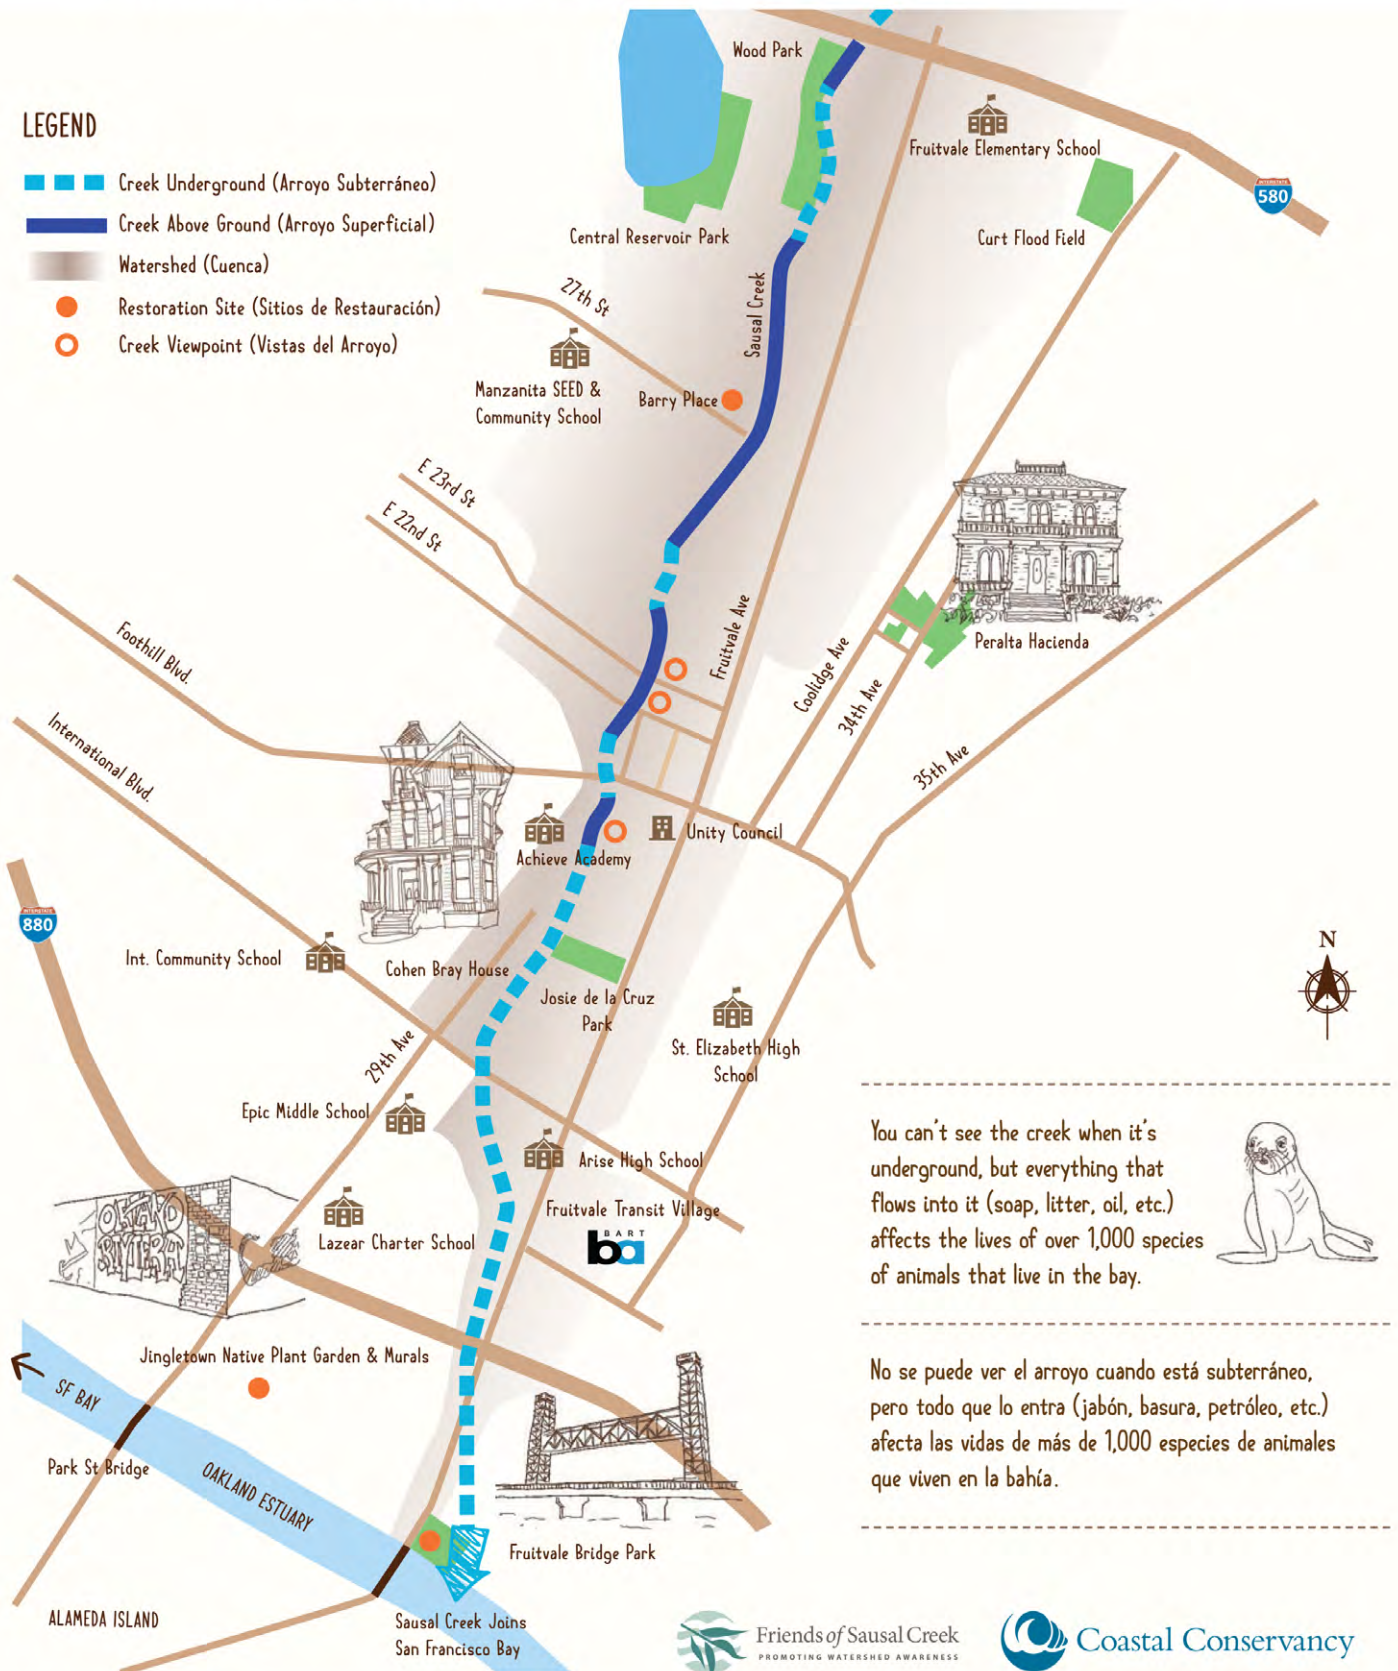 Wood Park
LEGEND
Creek Underground (Arroyo Subterráneo)
Creek Above Ground (Arroyo Superficial)
Watershed (Cuenca)
Restoration Site (Sitios de Restauración)
Creek Viewpoint (Vistas del Arroyo)
Fruitvale Elementary School
INTERSTATE
580
Central Reservoir Park
Curt Flood Field
27th St
Sausal Creek
Manzanita SEED &
Community School
Barry Place
E 23rd St
E 22nd St
Fruitvale Ave
Coolidge Ave
34th Ave
Peralta Hacienda
35th Ave
Foothill Blvd.
International Blvd.
Unity Council
Achieve Academy
INTERSTATE
880
Int. Community School
Cohen Bray House
Josie de la Cruz
Park
N
29th Ave
St. Elizabeth High
School
Epic Middle School
Arise High School
Fruitvale Transit Village
BART
ba
Lazear Charter School
You can't see the creek when it's
underground, but everything that
flows into it (soap, litter, oil, etc.)
affects the lives of over 1,000 species
of animals that live in the bay.
Jingletown Native Plant Garden & Murals
SF BAY
Park St Bridge
OAKLAND ESTUARY
No se puede ver el arroyo cuando está subterráneo,
pero todo que lo entra (jabón, basura, petróleo, etc.)
afecta las vidas de más de 1,000 especies de animales
que viven en la bahía.
Fruitvale Bridge Park
ALAMEDA ISLAND
Sausal Creek Joins
San Francisco Bay
Friends of Sausal Creek
PROMOTING WATERSHED AWARENESS
Coastal Conservancy